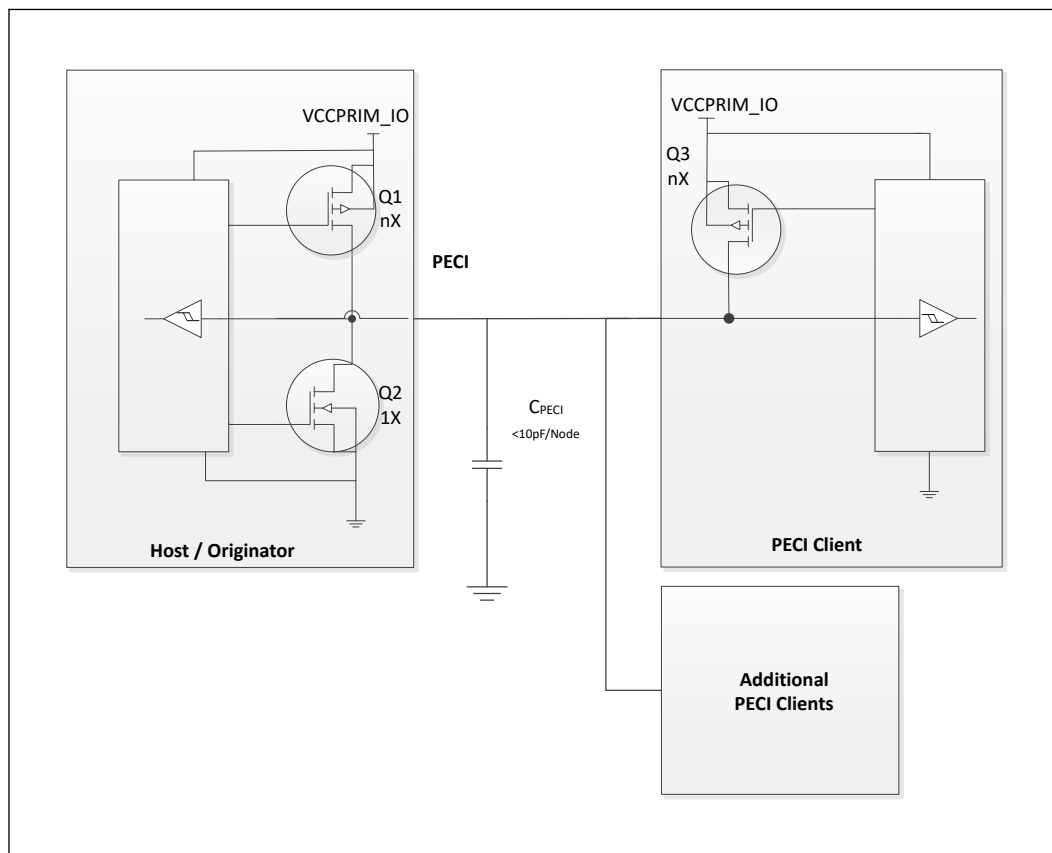 VCCPRIM_IO
Q1
nX
Q2
1X
Host / Originator
PECI
CPECI
<10pF/Node
VCCPRIM_IO
Q3
nX
PECI Client
Additional
PECI Clients